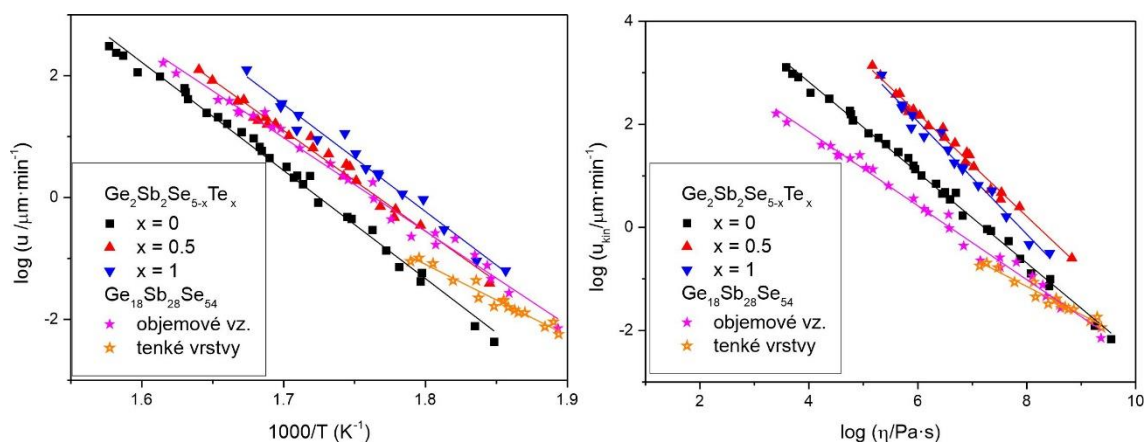 log (u /μm·min⁻¹)
2
0
-2
Ge₂Sb₂Se₅₋ₓTeₓ
x = 0
x = 0.5
x = 1
Ge₁₈Sb₂₈Se₅₄
objemové vz.
tenké vrstvy
1.6
1.7
1.8
1.9
1000/T (K⁻¹)
log (uₖᵢₙ/μm·min⁻¹)
4
2
0
-2
-4
Ge₂Sb₂Se₅₋ₓTeₓ
x = 0
x = 0.5
x = 1
Ge₁₈Sb₂₈Se₅₄
objemové vz.
tenké vrstvy
2
4
6
8
10
log (η/Pa·s)